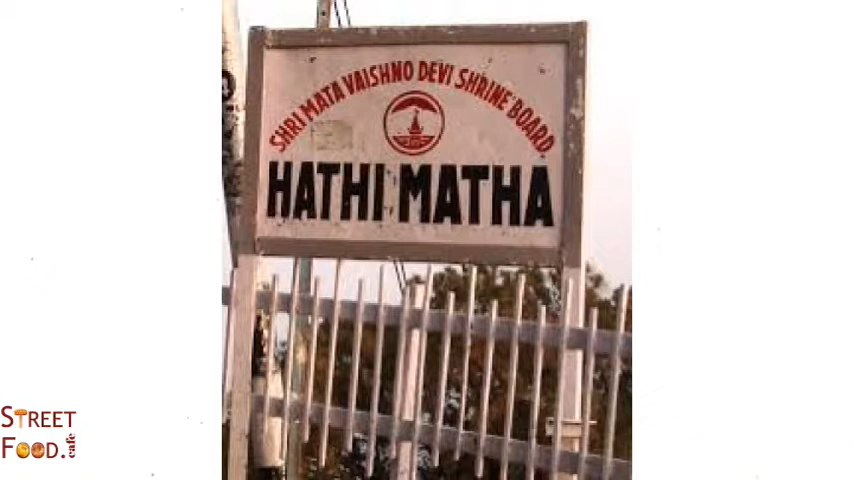 SHRI MATA VAISHNO DEVI SHRINE BOARD.
HATHI MATHA
STREET
FOOD.
cafe